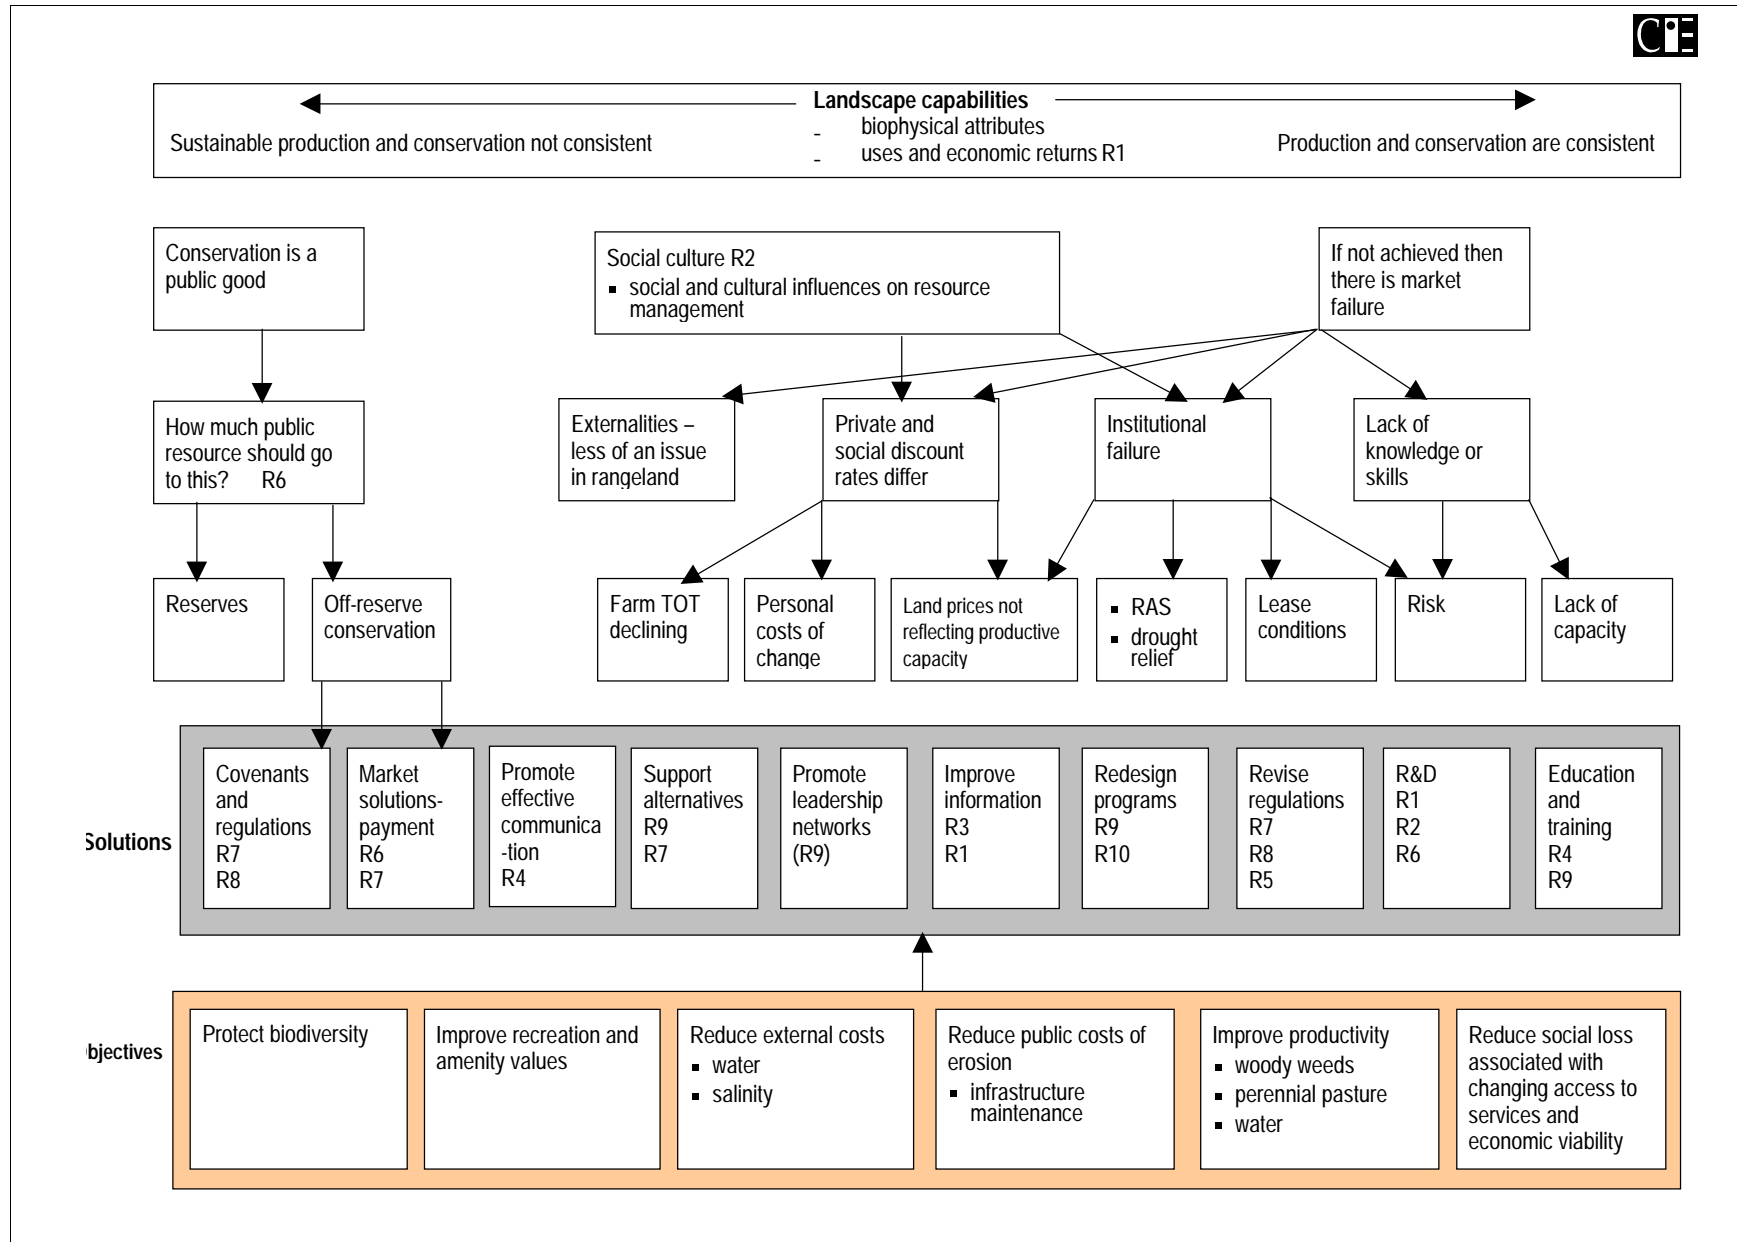 CIE
Landscape capabilities
- biophysical attributes
- uses and economic returns R1
Sustainable production and conservation not consistent
Production and conservation are consistent
Conservation is a
public good
Social culture R2
▪ social and cultural influences on resource
management
If not achieved then
there is market
failure
How much public
resource should go
to this? R6
Externalities –
less of an issue
in rangeland
Private and
social discount
rates differ
Institutional
failure
Lack of
knowledge or
skills
Reserves
Off-reserve
conservation
Farm TOT
declining
Personal
costs of
change
Land prices not
reflecting productive
capacity
▪ RAS
▪ drought
relief
Lease
conditions
Risk
Lack of
capacity
Solutions
Covenants
and
regulations
R7
R8
Market
solutions-
payment
R6
R7
Promote
effective
communica
-tion
R4
Support
alternatives
R9
R7
Promote
leadership
networks
(R9)
Improve
information
R3
R1
Redesign
programs
R9
R10
Revise
regulations
R7
R8
R5
R&D
R1
R2
R6
Education
and
training
R4
R9
bjectives
Protect biodiversity
Improve recreation and
amenity values
Reduce external costs
▪ water
▪ salinity
Reduce public costs of
erosion
▪ infrastructure
maintenance
Improve productivity
▪ woody weeds
▪ perennial pasture
▪ water
Reduce social loss
associated with
changing access to
services and
economic viability